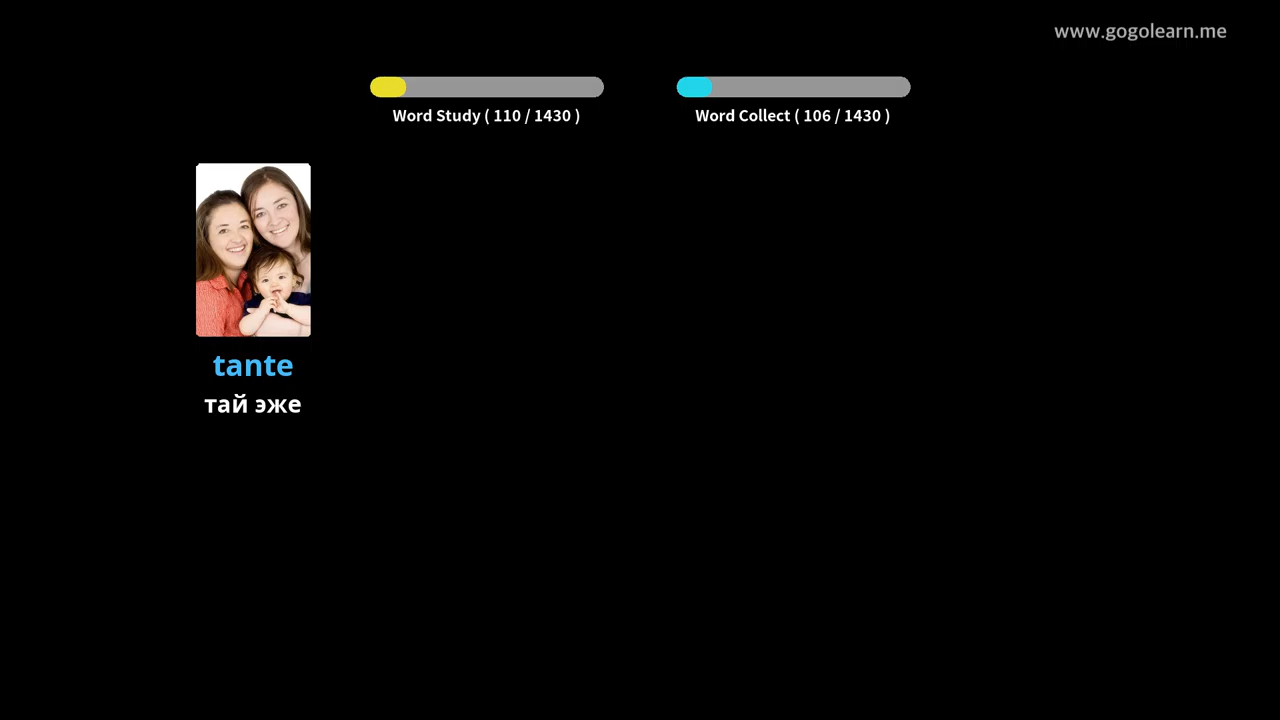 www.gogolearn.me
Word Study ( 110 / 1430 )
Word Collect ( 106 / 1430 )
tante
тай эже